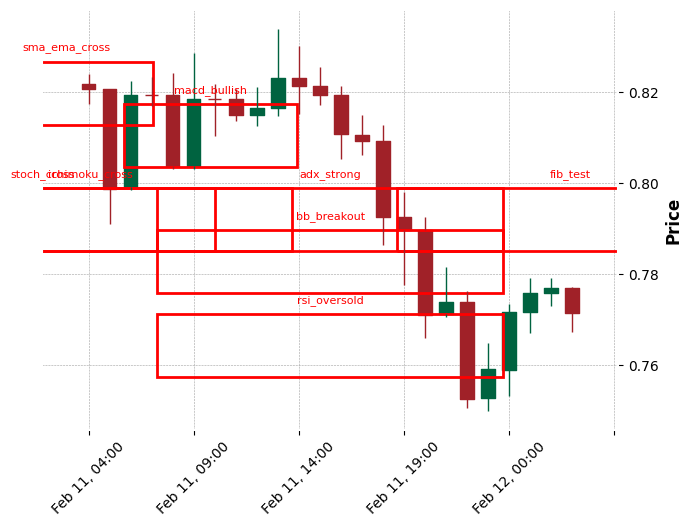 sma_ema_cross
macd_bullish
stoch_cross
ichimoku_cross
adx_strong
fib_test
bb_breakout
rsi_oversold
0.82
0.80
0.78
0.76
Price
Feb 11, 04:00
Feb 11, 09:00
Feb 11, 14:00
Feb 11, 19:00
Feb 12, 00:00